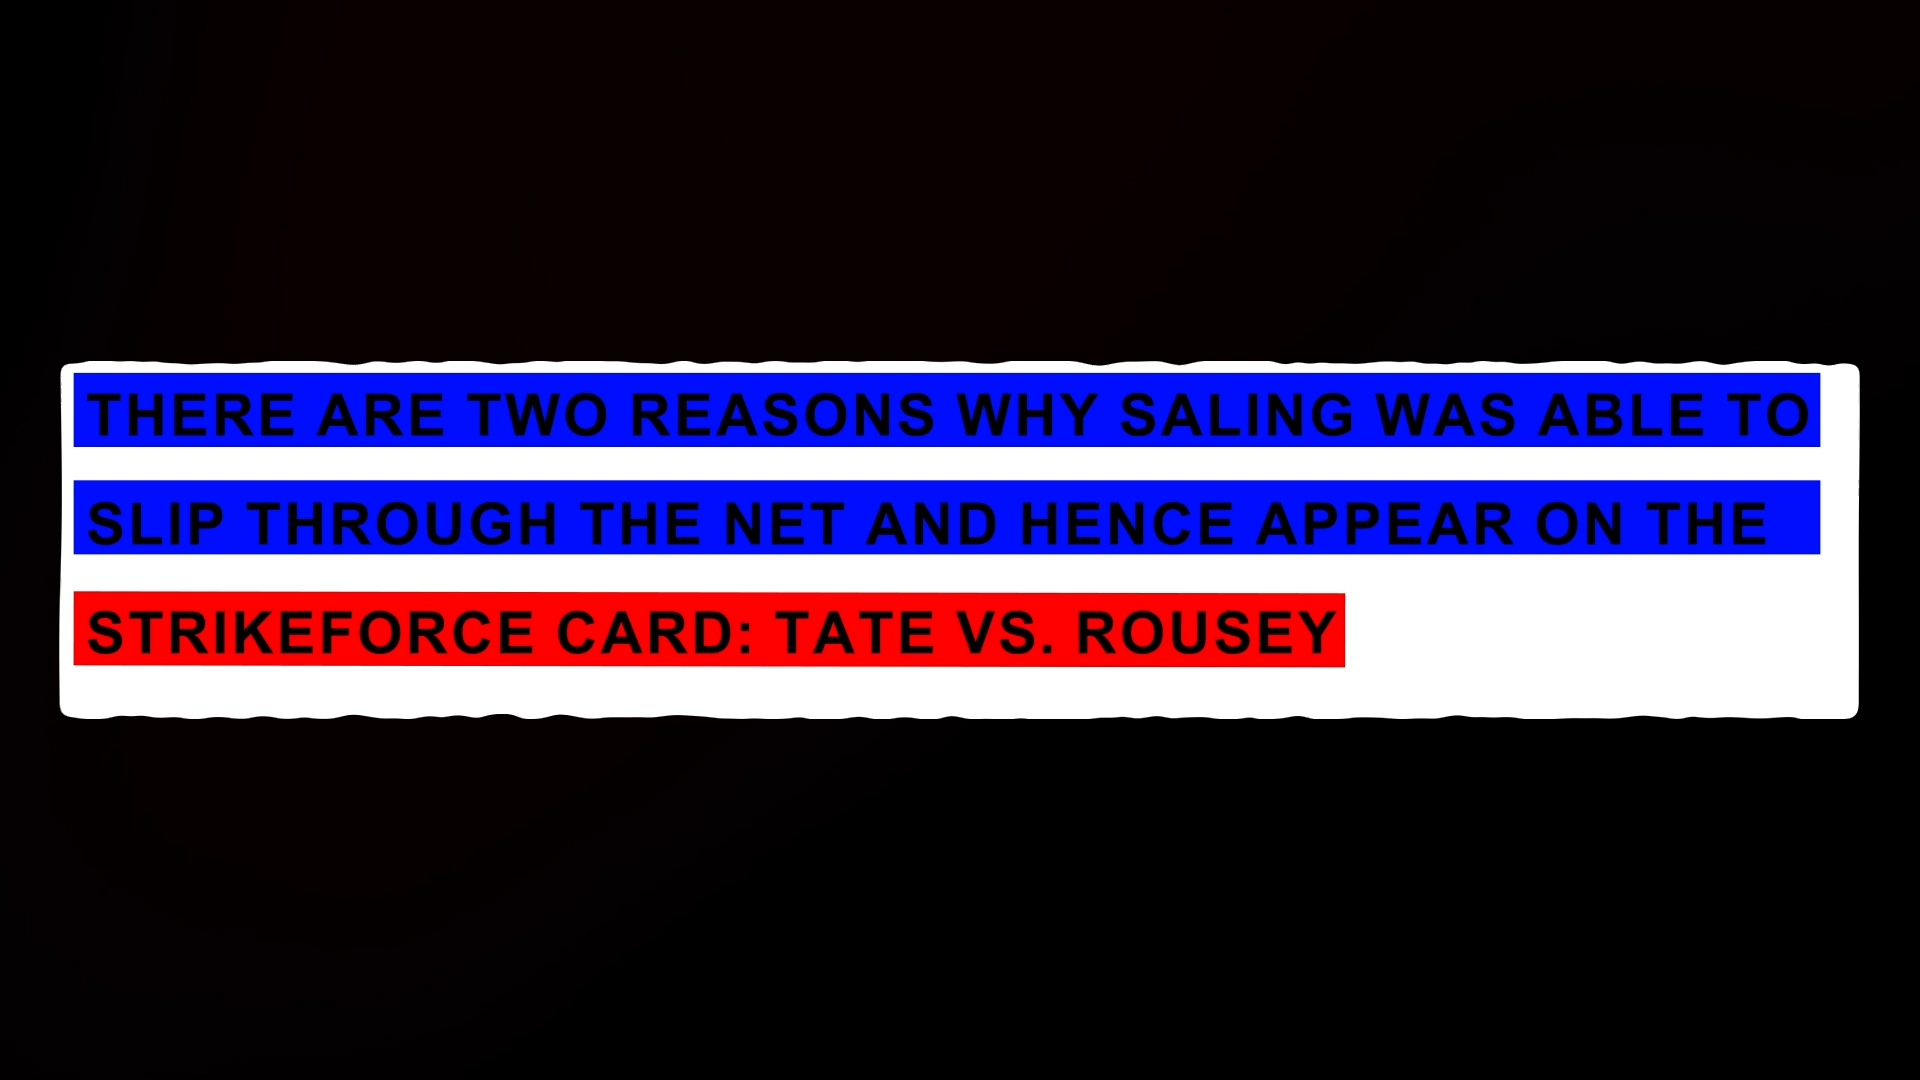 THERE ARE TWO REASONS WHY SALING WAS ABLE TO
SLIP THROUGH THE NET AND HENCE APPEAR ON THE
STRIKEFORCE CARD: TATE VS. ROUSEY